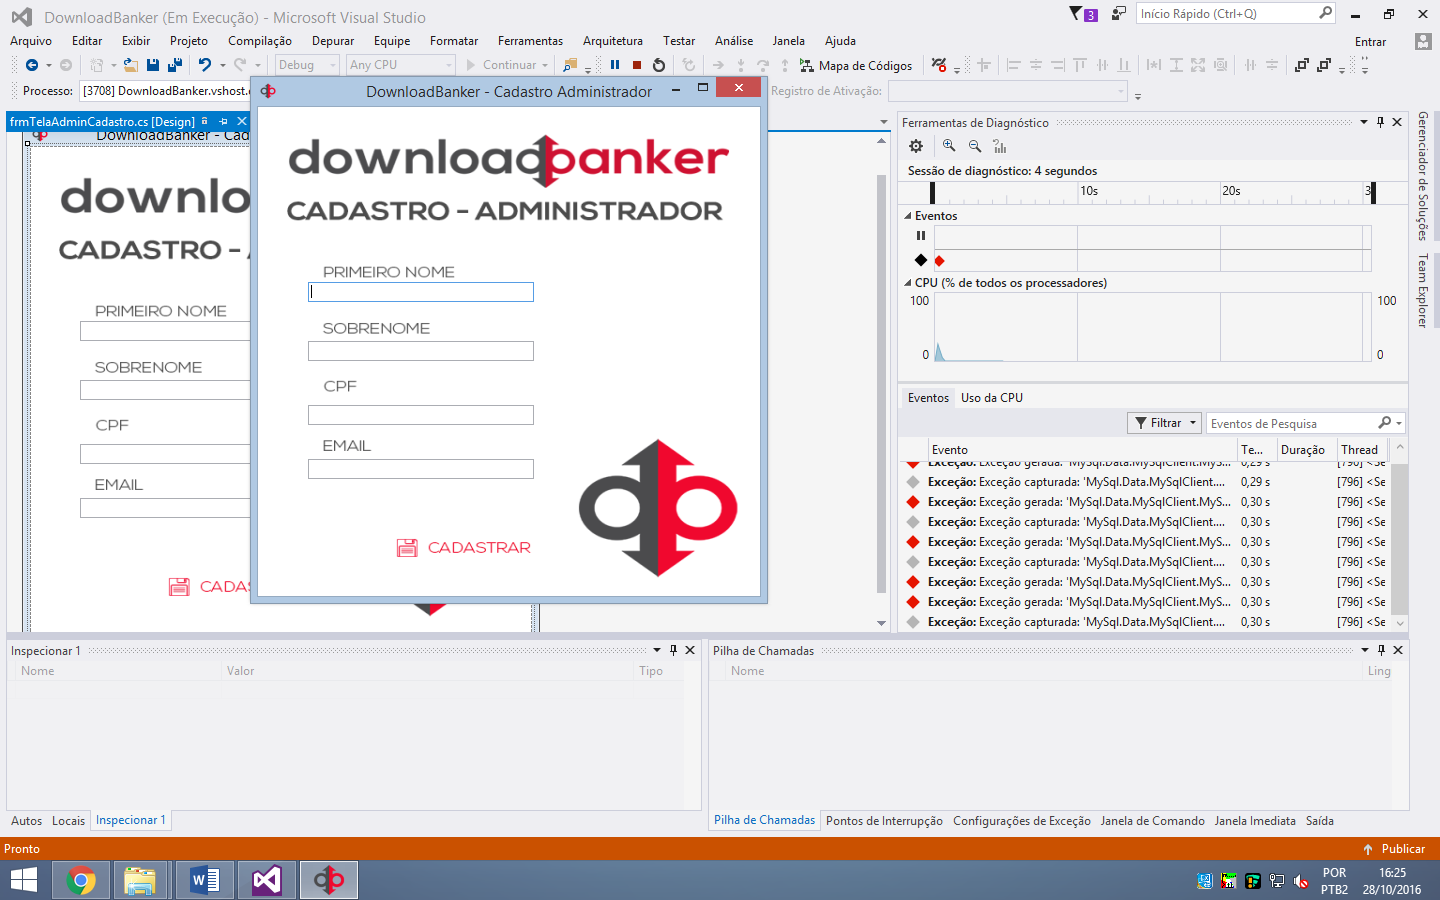 DownloadBanker (Em Execução) - Microsoft Visual Studio
3
Início Rápido (Ctrl+Q)
Arquivo Editar Exibir Projeto Compilação Depurar Equipe Formatar Ferramentas Arquitetura Testar Análise Janela Ajuda
Entrar
Debug Any CPU Continuar Mapa de Códigos
Processo: [3708] DownloadBanker.vshost.
Registro de Ativação:
DownloadBanker - Cadastro Administrador
frmTelaAdminCadastro.cs [Design]
DownloadBanker - Cad
downlo
CADASTRO -
PRIMEIRO NOME
SOBRENOME
CPF
EMAIL
CADAS
downloadbanker
CADASTRO - ADMINISTRADOR
PRIMEIRO NOME
SOBRENOME
CPF
EMAIL
CADASTRAR
Ferramentas de Diagnóstico
Sessão de diagnóstico: 4 segundos
10s 20s 3
Eventos
CPU (% de todos os processadores)
100 100
0 0
Eventos Uso da CPU
Filtrar Eventos de Pesquisa
Evento Te... Duração Thread
Exceção: Exceção gerada: 'MySql.Data.MySqlClient.MyS... 0,29 s [796] <Se
Exceção: Exceção capturada: 'MySql.Data.MySqlClient.... 0,29 s [796] <Se
Exceção: Exceção gerada: 'MySql.Data.MySqlClient.MyS... 0,30 s [796] <Se
Exceção: Exceção capturada: 'MySql.Data.MySqlClient.... 0,30 s [796] <Se
Exceção: Exceção gerada: 'MySql.Data.MySqlClient.MyS... 0,30 s [796] <Se
Exceção: Exceção capturada: 'MySql.Data.MySqlClient.... 0,30 s [796] <Se
Exceção: Exceção gerada: 'MySql.Data.MySqlClient.MyS... 0,30 s [796] <Se
Exceção: Exceção gerada: 'MySql.Data.MySqlClient.MyS... 0,30 s [796] <Se
Exceção: Exceção capturada: 'MySql.Data.MySqlClient.... 0,30 s [796] <Se
Gerenciador de Soluções
Team Explorer
Inspecionar 1
Nome Valor Tipo
Autos Locais Inspecionar 1
Pilha de Chamadas
Nome Ling
Pilha de Chamadas Pontos de Interrupção Configurações de Exceção Janela de Comando Janela Imediata Saída
Pronto
Publicar
POR
PTB2
16:25
28/10/2016